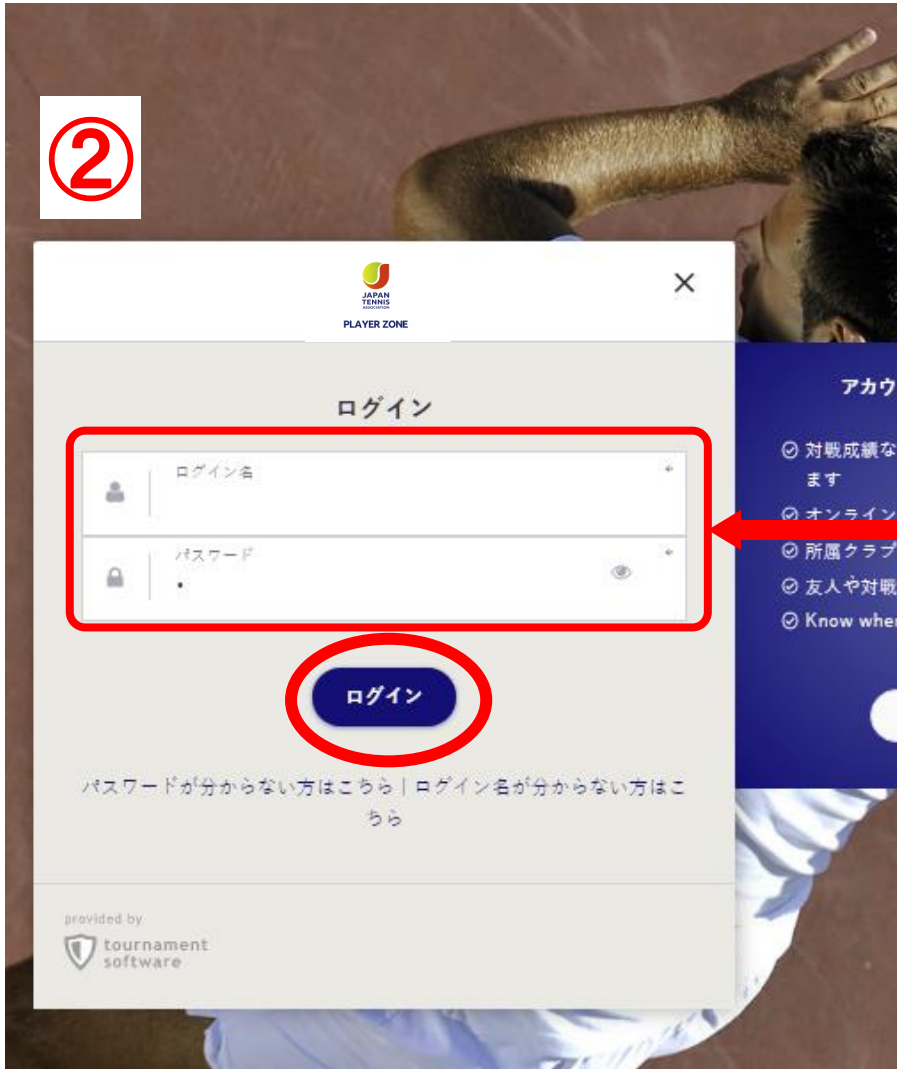 ②
JAPAN
TENNIS
ASSOCIATION
PLAYER ZONE
ログイン
ログイン名
パスワード
ログイン
パスワードが分からない方はこちら | ログイン名が分からない方はこ
ちら
provided by
tournament
software
アカウ
対戦成績な
ます
オンライン
所属クラブ
友人や対戦
Know wher